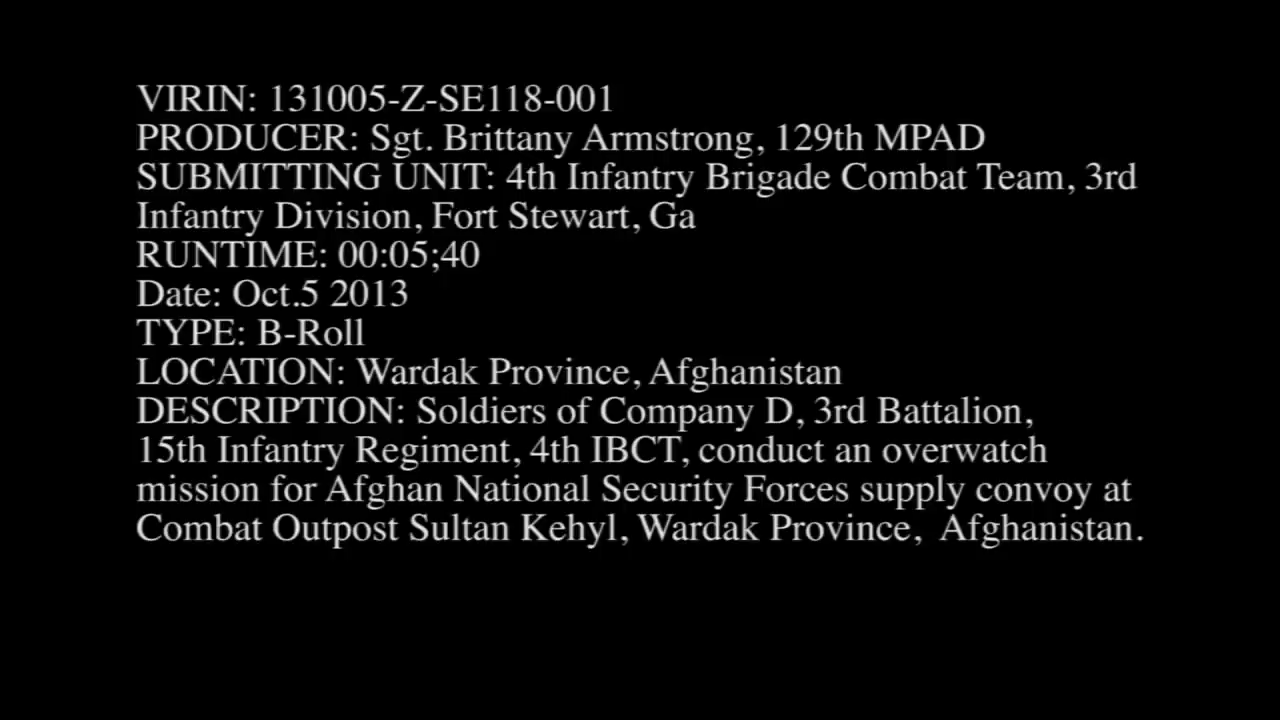 VIRIN: 131005-Z-SE118-001
PRODUCER: Sgt. Brittany Armstrong, 129th MPAD
SUBMITTING UNIT: 4th Infantry Brigade Combat Team, 3rd
Infantry Division, Fort Stewart, Ga
RUNTIME: 00:05;40
Date: Oct.5 2013
TYPE: B-Roll
LOCATION: Wardak Province, Afghanistan
DESCRIPTION: Soldiers of Company D, 3rd Battalion,
15th Infantry Regiment, 4th IBCT, conduct an overwatch
mission for Afghan National Security Forces supply convoy at
Combat Outpost Sultan Kehyl, Wardak Province,  Afghanistan.